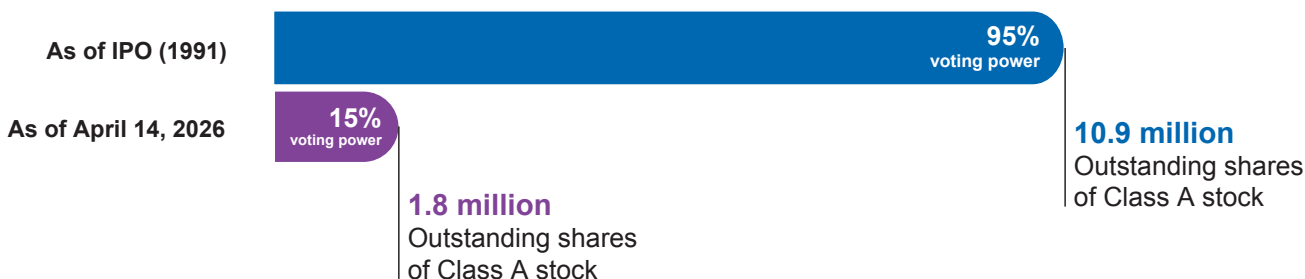 As of IPO (1991)
95%
voting power
10.9 million
Outstanding shares
of Class A stock
As of April 14, 2026
15%
voting power
1.8 million
Outstanding shares
of Class A stock